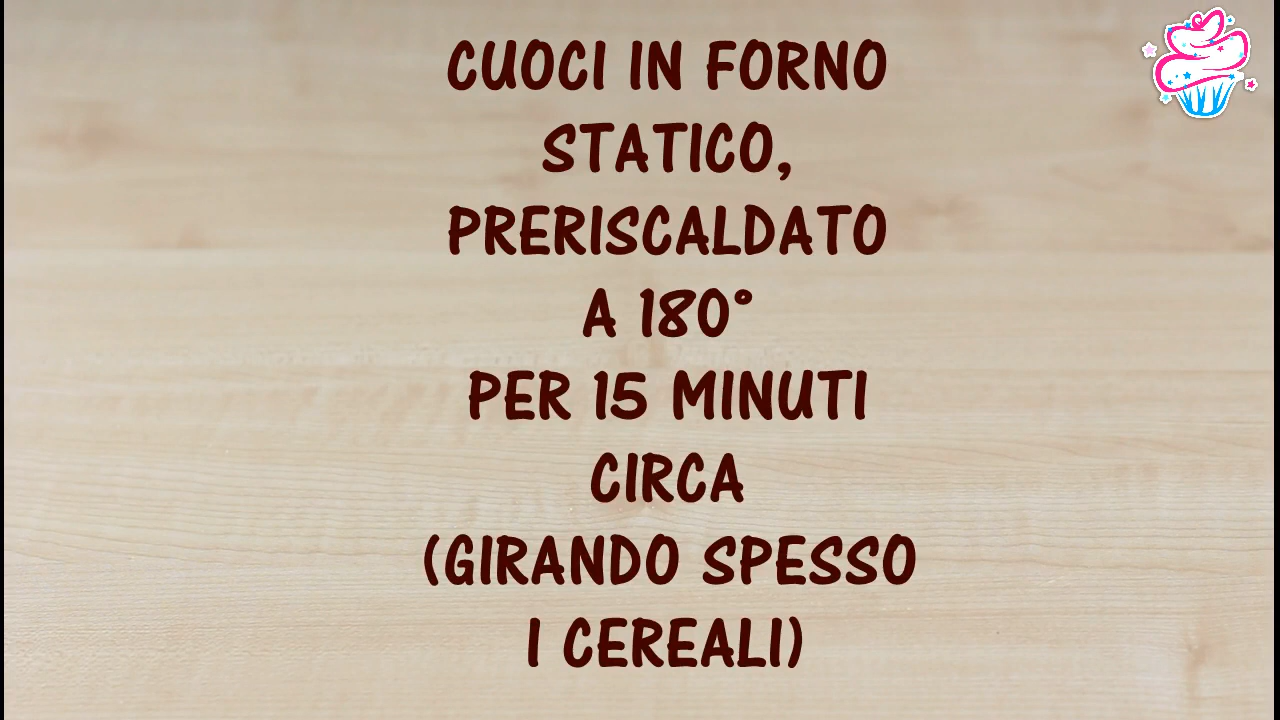 CUOCI IN FORNO
STATICO,
PRERISCALDATO
A 180°
PER 15 MINUTI
CIRCA
(GIRANDO SPESSO
I CEREALI)